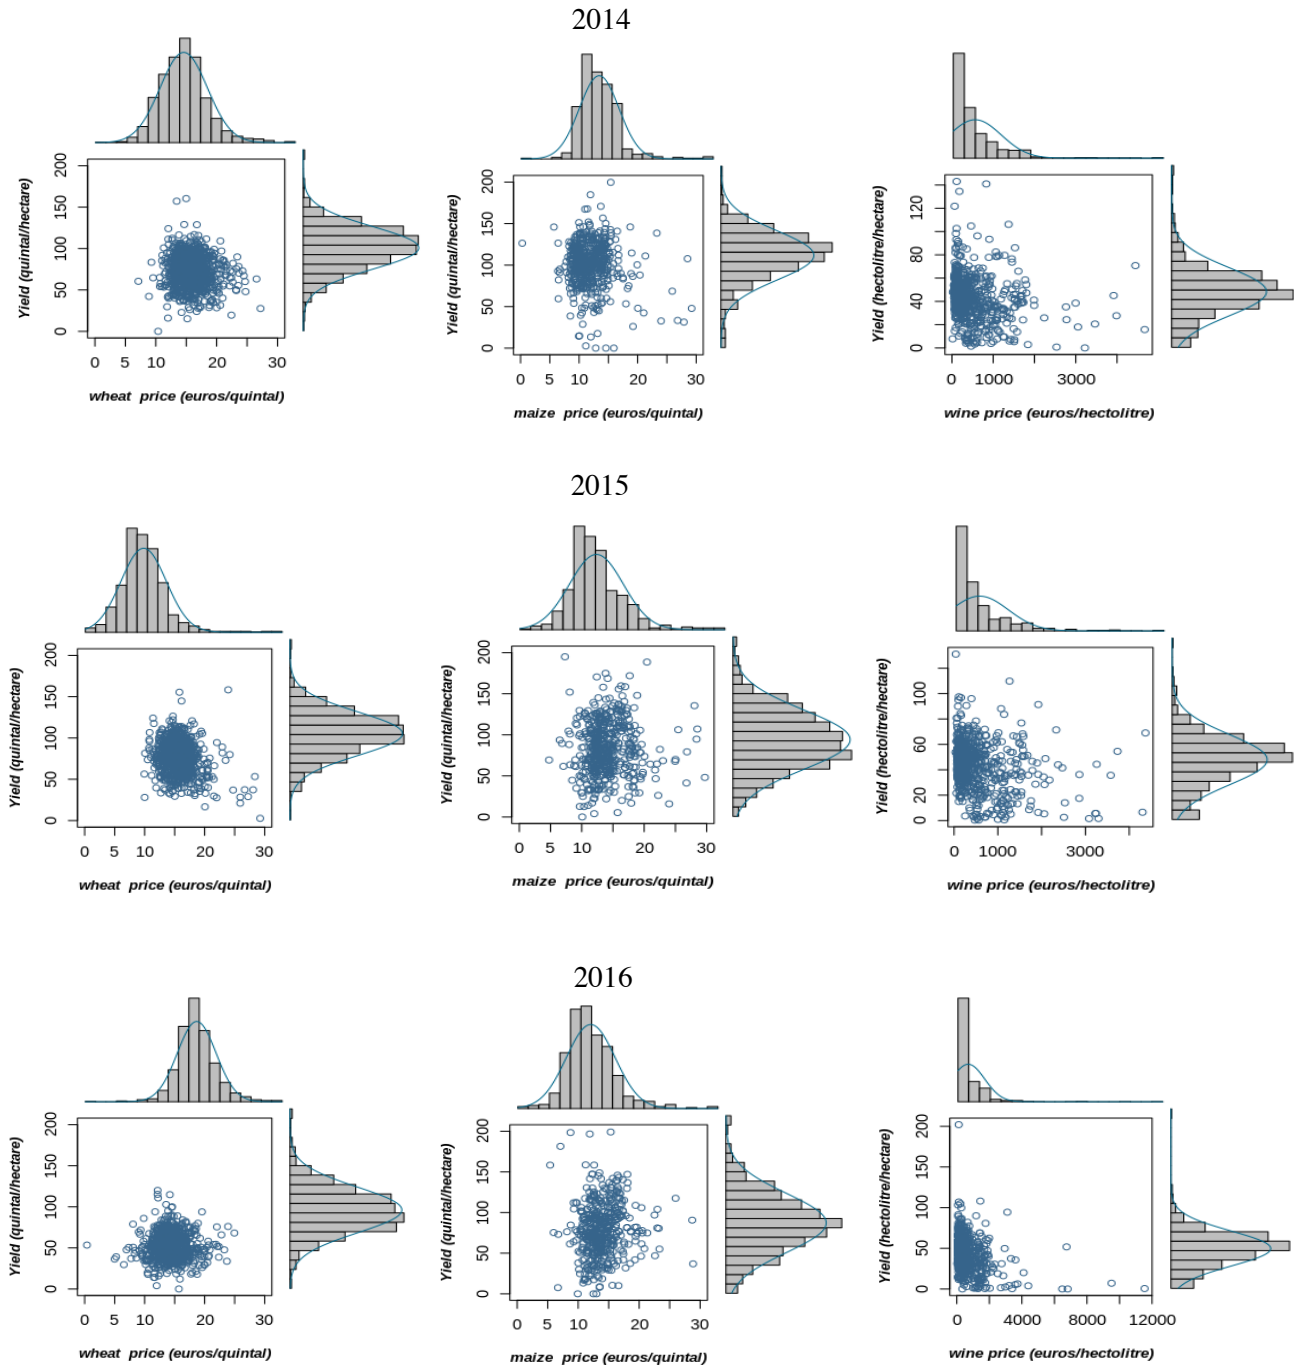 2014
Yield (quintal/hectare)
0 50 100 150 200
0 5 10 20 30
wheat price (euros/quintal)
Yield (quintal/hectare)
0 50 100 150 200
0 5 10 20 30
maize price (euros/quintal)
Yield (hectolitre/hectare)
0 40 80 120
0 1000 3000
wine price (euros/hectolitre)
2015
Yield (quintal/hectare)
0 50 100 150 200
0 5 10 20 30
wheat price (euros/quintal)
Yield (quintal/hectare)
0 50 100 150 200
0 5 10 20 30
maize price (euros/quintal)
Yield (hectolitre/hectare)
0 20 60 100
0 1000 3000
wine price (euros/hectolitre)
2016
Yield (quintal/hectare)
0 50 100 150 200
0 5 10 20 30
wheat price (euros/quintal)
Yield (quintal/hectare)
0 50 100 150 200
0 5 10 20 30
maize price (euros/quintal)
Yield (hectolitre/hectare)
0 50 100 150 200
0 4000 8000 12000
wine price (euros/hectolitre)